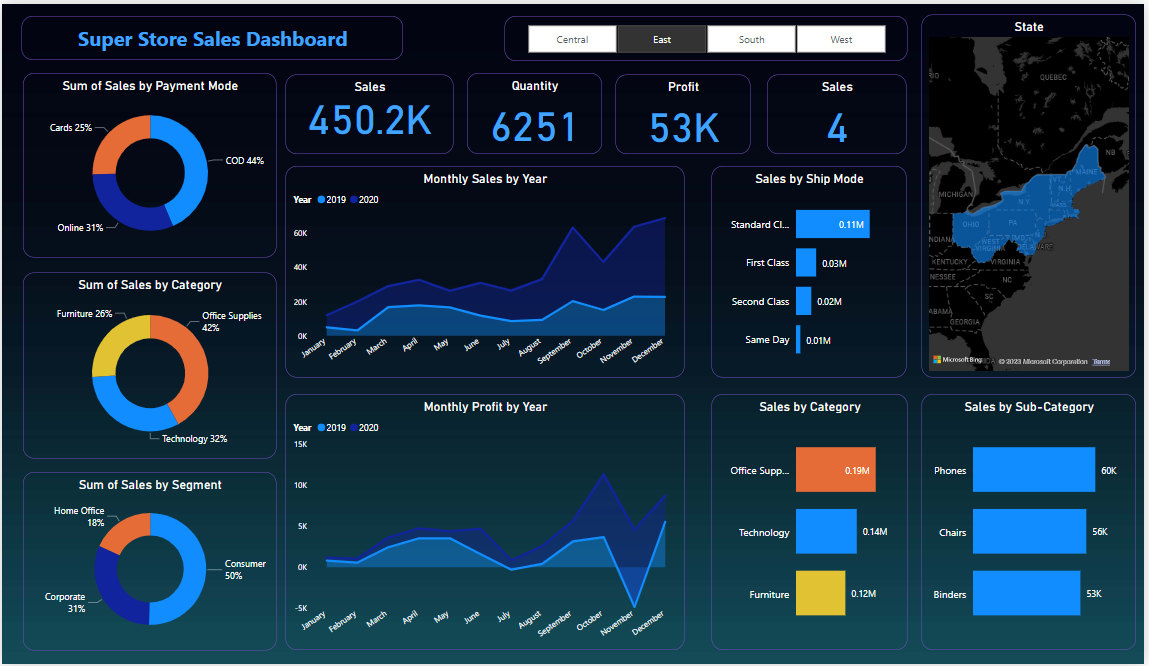 Super Store Sales Dashboard
Central
East
South
West
State
Sum of Sales by Payment Mode
Cards 25%
COD 44%
Online 31%
Sales
450.2K
Quantity
6251
Profit
53K
Sales
4
Monthly Sales by Year
Year 2019 2020
60K
40K
20K
0K
January
February
March
April
May
June
July
August
September
October
November
December
Sales by Ship Mode
Standard Cl...
0.11M
First Class
0.03M
Second Class
0.02M
Same Day
0.01M
QUEBEC
NB
MAINE
VT
N.H.
MASS
N.Y.
MICHIGAN
PA
OHIO
INDIANA
WEST
VIRGINIA
DELAWARE
KENTUCKY
VIRGINIA
NC
SC
GEORGIA
Microsoft Bing
© 2023 Microsoft Corporation
Terms
Sum of Sales by Category
Furniture 26%
Office Supplies
42%
Technology 32%
Monthly Profit by Year
Year 2019 2020
15K
10K
5K
0K
-5K
January
February
March
April
May
June
July
August
September
October
November
December
Sales by Category
Office Supp...
0.19M
Technology
0.14M
Furniture
0.12M
Sales by Sub-Category
Phones
60K
Chairs
56K
Binders
53K
Sum of Sales by Segment
Home Office
18%
Consumer
50%
Corporate
31%